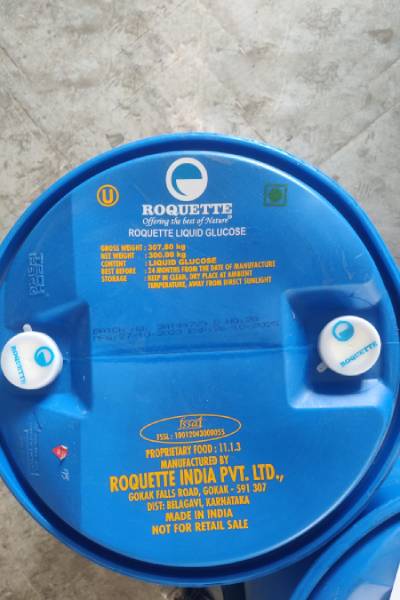 U
ROQUETTE
Offering the best of Nature®
ROQUETTE LIQUID GLUCOSE
GROSS WEIGHT : 307.80 kg
NET WEIGHT : 300.00 kg
CONTENT : LIQUID GLUCOSE
BEST BEFORE : 24 MONTHS FROM THE DATE OF MANUFACTURE
STORAGE : KEEP IN CLEAN, DRY PLACE AT AMBIENT
TEMPERATURE, AWAY FROM DIRECT SUNLIGHT
ROQUETTE
ROQUETTE
fssai
PROPRIETARY FOOD : 11.1.3
MANUFACTURED BY
ROQUETTE INDIA PVT. LTD.,
GOKAK FALLS ROAD, GOKAK - 591 307
DIST: BELAGAVI, KARNATAKA
MADE IN INDIA
NOT FOR RETAIL SALE